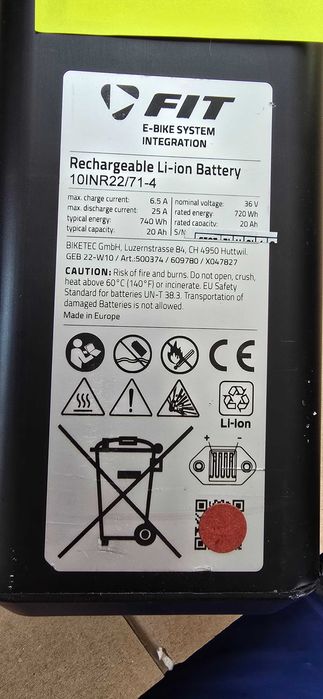 FIT
E-BIKE SYSTEM
INTEGRATION
Rechargeable Li-ion Battery
10INR22/71-4
max. charge current: 6.5 A nominal voltage: 36 V
max. discharge current: 25 A rated energy: 720 Wh
typical energy: 740 Wh rated capacity: 20 Ah
typical capacity: 20 Ah S/N
BIKETEC GmbH, Luzernstrasse 84, CH 4950 Huttwil
GEB 22-W10 / Art.:500374 / 609780 / X047827
CAUTION: Risk of fire and burns. Do not open, crush,
heat above 60°C (140°F) or incinerate. EU Safety
Standard for batteries UN-T 38.3. Transportation of
damaged Batteries is not allowed.
Made in Europe
CE
Li-Ion
+ -